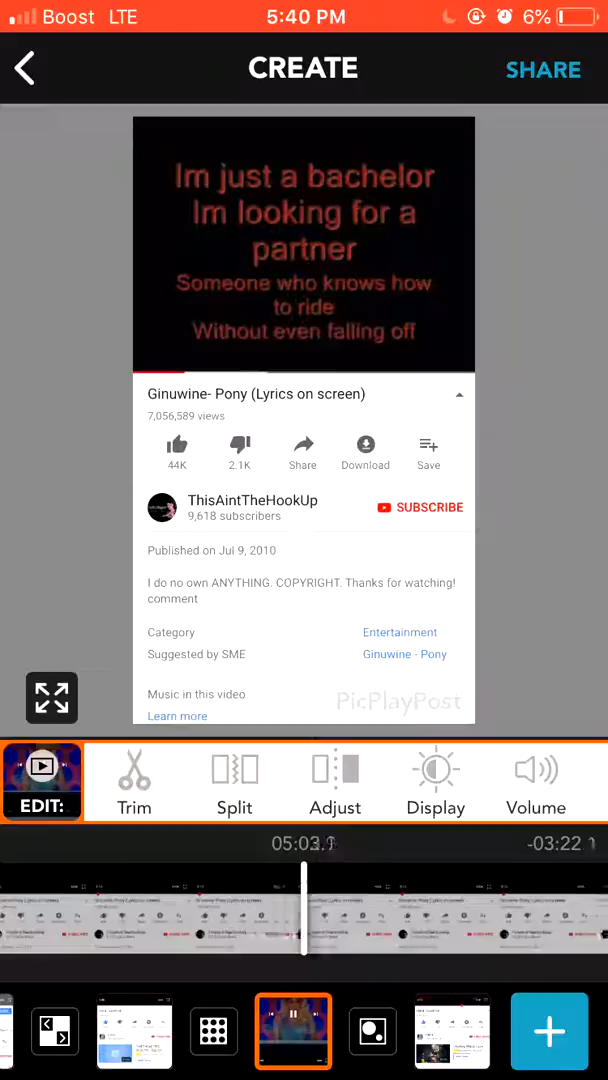 Boost LTE 5:40 PM 6%
CREATE
SHARE
Im just a bachelor
Im looking for a
partner
Someone who knows how
to ride
Without even falling off
Ginuwine- Pony (Lyrics on screen)
7,056,589 views
44K 2.1K Share Download Save
ThisAintTheHookUp
9,618 subscribers
SUBSCRIBE
Published on Jul 9, 2010
I do no own ANYTHING. COPYRIGHT. Thanks for watching!
comment
Category Entertainment
Suggested by SME Ginuwine - Pony
Music in this video
Learn more
PicPlayPost
EDIT: Trim Split Adjust Display Volume
05:03. -03:22